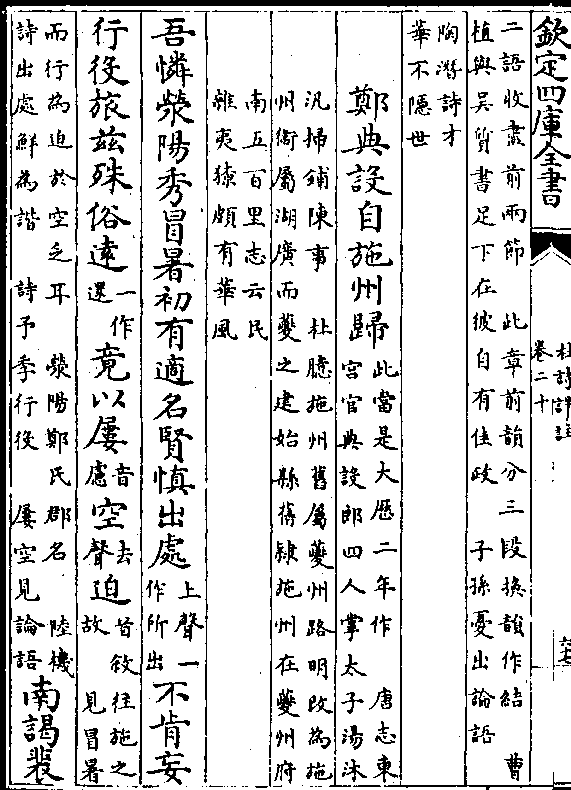 欽定四庫全書
杜詩詳註
卷二十
二語收盡前兩節 此章前韻分三段換韻作結 曹
植與吳質書足下在彼自有佳政 子孫憂出論語
陶潛詩才
華不隱世
鄭典設自施州歸
此當是大歷二年作 唐志東
宮官典設郎四人掌太子湯沐
汎掃鋪陳事 杜臆施州舊屬夔州路明改為施
州衛屬湖廣而夔之建始縣舊隸施州在夔州府
南五百里志云民
雜夷獠頗有華風
吾憐滎陽秀冒暑初有適名賢慎出處
上聲一
作所出
不肯妄
行役旅茲殊俗遠
一作
還
竟以屢
音
慮
空
去
聲
迫
皆敘往施之
故 見冒暑
而行為迫於空乏耳 滎陽鄭氏郡名 陸機
詩出處鮮為諧 詩予季行役 屢空見論語
南謁裴